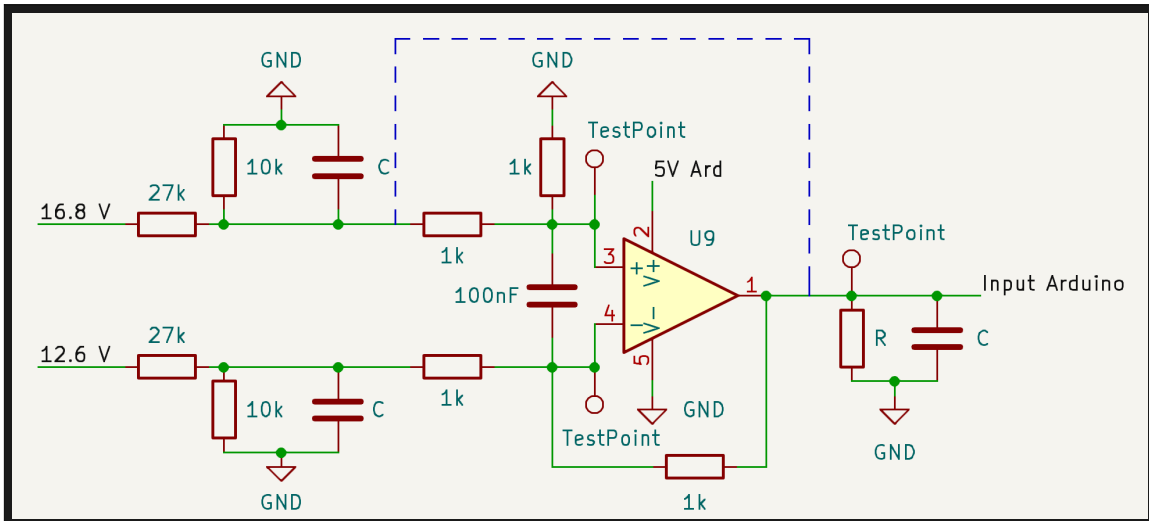 GND
GND
TestPoint
10k
C
1k
5V Ard
27k
16.8 V
2
U9
TestPoint
1k
3
+
V+
1
Input Arduino
100nF
4
−
V−
27k
12.6 V
5
R
C
1k
10k
C
GND
TestPoint
GND
GND
1k